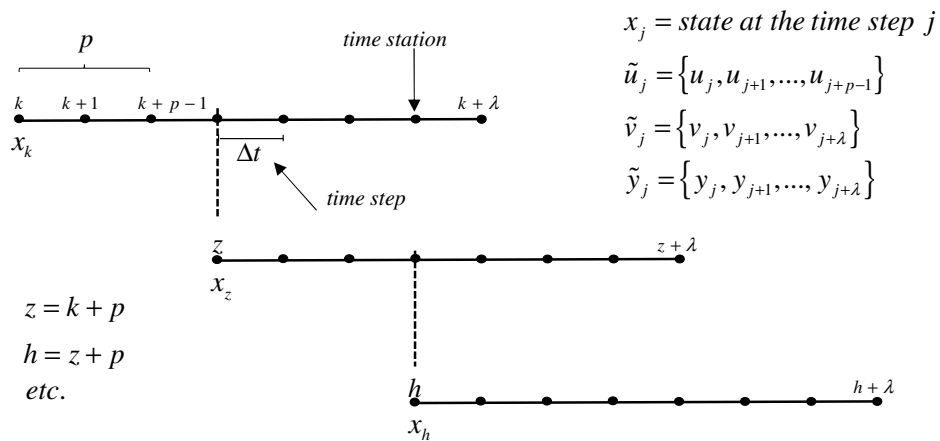 x_j = state at the time step j
p
time station
ũ_j = {u_j, u_{j+1},..., u_{j+p−1}}
k k+1 k+p−1 k+λ
x_k
Δt
ṽ_j = {v_j, v_{j+1},..., v_{j+λ}}
ỹ_j = {y_j, y_{j+1},..., y_{j+λ}}
time step
z z+λ
x_z
z = k + p
h = z + p
etc.
h h+λ
x_h